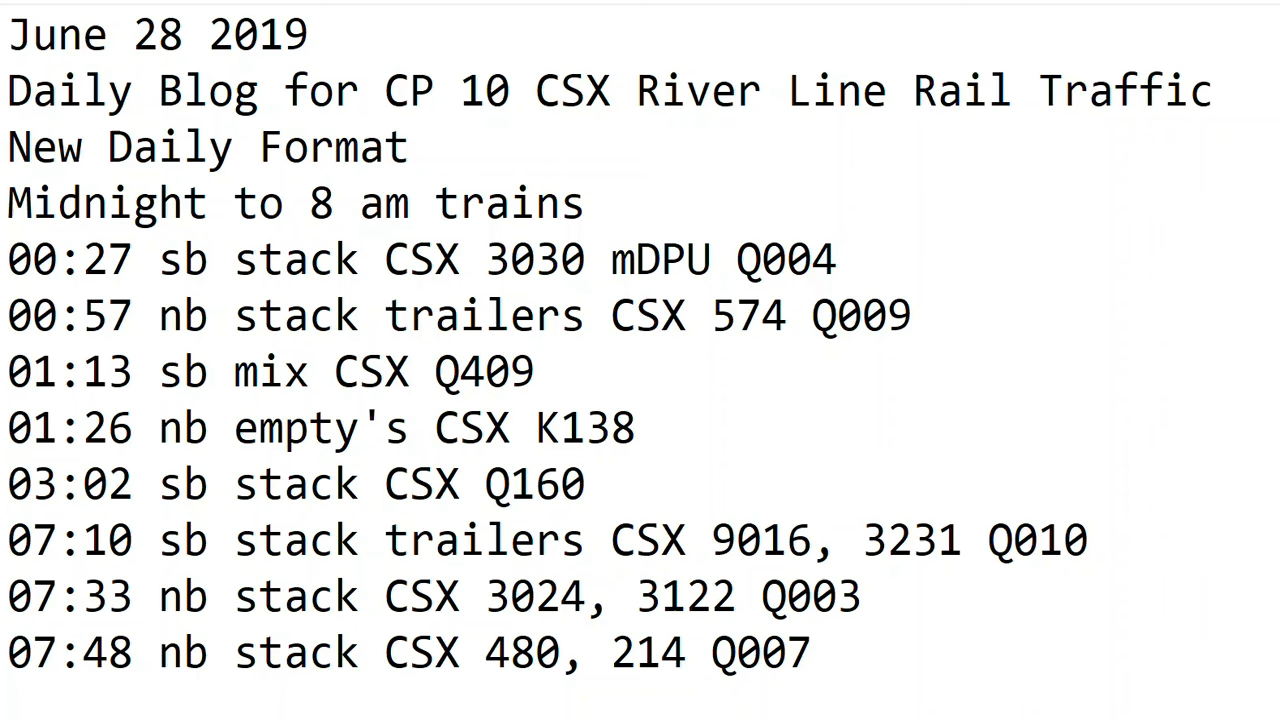 June 28 2019
Daily Blog for CP 10 CSX River Line Rail Traffic
New Daily Format
Midnight to 8 am trains
00:27 sb stack CSX 3030 mDPU Q004
00:57 nb stack trailers CSX 574 Q009
01:13 sb mix CSX Q409
01:26 nb empty's CSX K138
03:02 sb stack CSX Q160
07:10 sb stack trailers CSX 9016, 3231 Q010
07:33 nb stack CSX 3024, 3122 Q003
07:48 nb stack CSX 480, 214 Q007